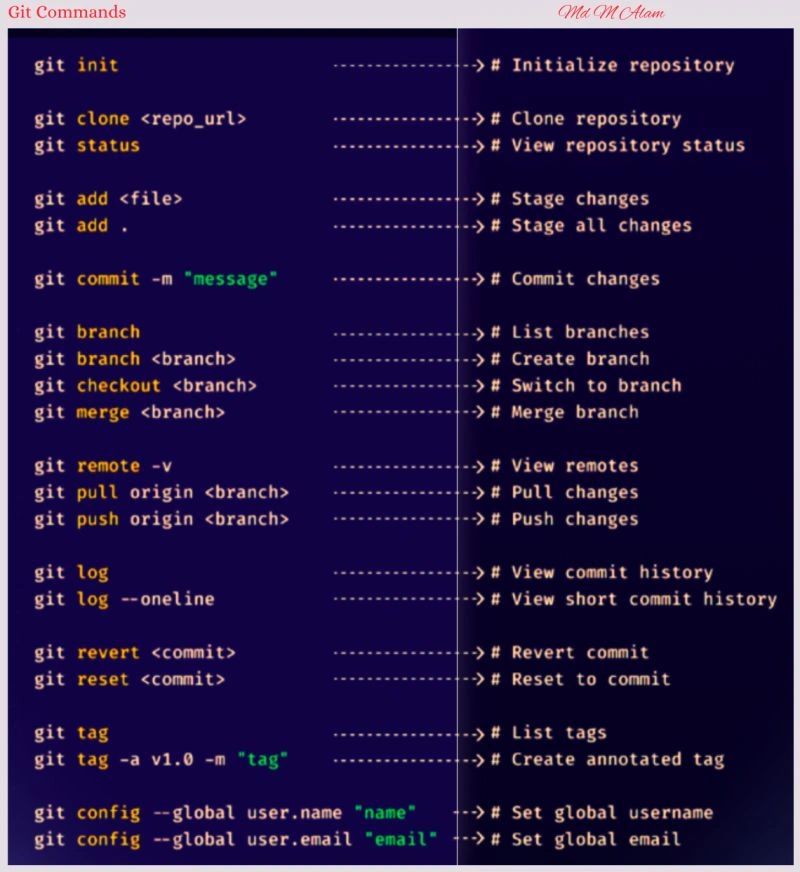 Git Commands
Md M Alam
git init ----------------> # Initialize repository
git clone <repo_url> ----------------> # Clone repository
git status ----------------> # View repository status
git add <file> ----------------> # Stage changes
git add . ----------------> # Stage all changes
git commit -m "message" ----------------> # Commit changes
git branch ----------------> # List branches
git branch <branch> ----------------> # Create branch
git checkout <branch> ----------------> # Switch to branch
git merge <branch> ----------------> # Merge branch
git remote -v ----------------> # View remotes
git pull origin <branch> ----------------> # Pull changes
git push origin <branch> ----------------> # Push changes
git log ----------------> # View commit history
git log --oneline ----------------> # View short commit history
git revert <commit> ----------------> # Revert commit
git reset <commit> ----------------> # Reset to commit
git tag ----------------> # List tags
git tag -a v1.0 -m "tag" ----------------> # Create annotated tag
git config --global user.name "name" ---> # Set global username
git config --global user.email "email" ---> # Set global email